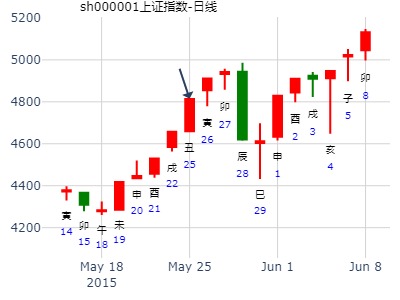 sh000001上证指数-日线
5200
5000
4800
4600
4400
4200
寅
14
卯
15
午
18
未
19
申
20
酉
21
戌
22
丑
25
寅
26
卯
27
辰
28
巳
29
申
1
酉
2
戌
3
亥
4
子
5
卯
8
May 18
2015
May 25
Jun 1
Jun 8